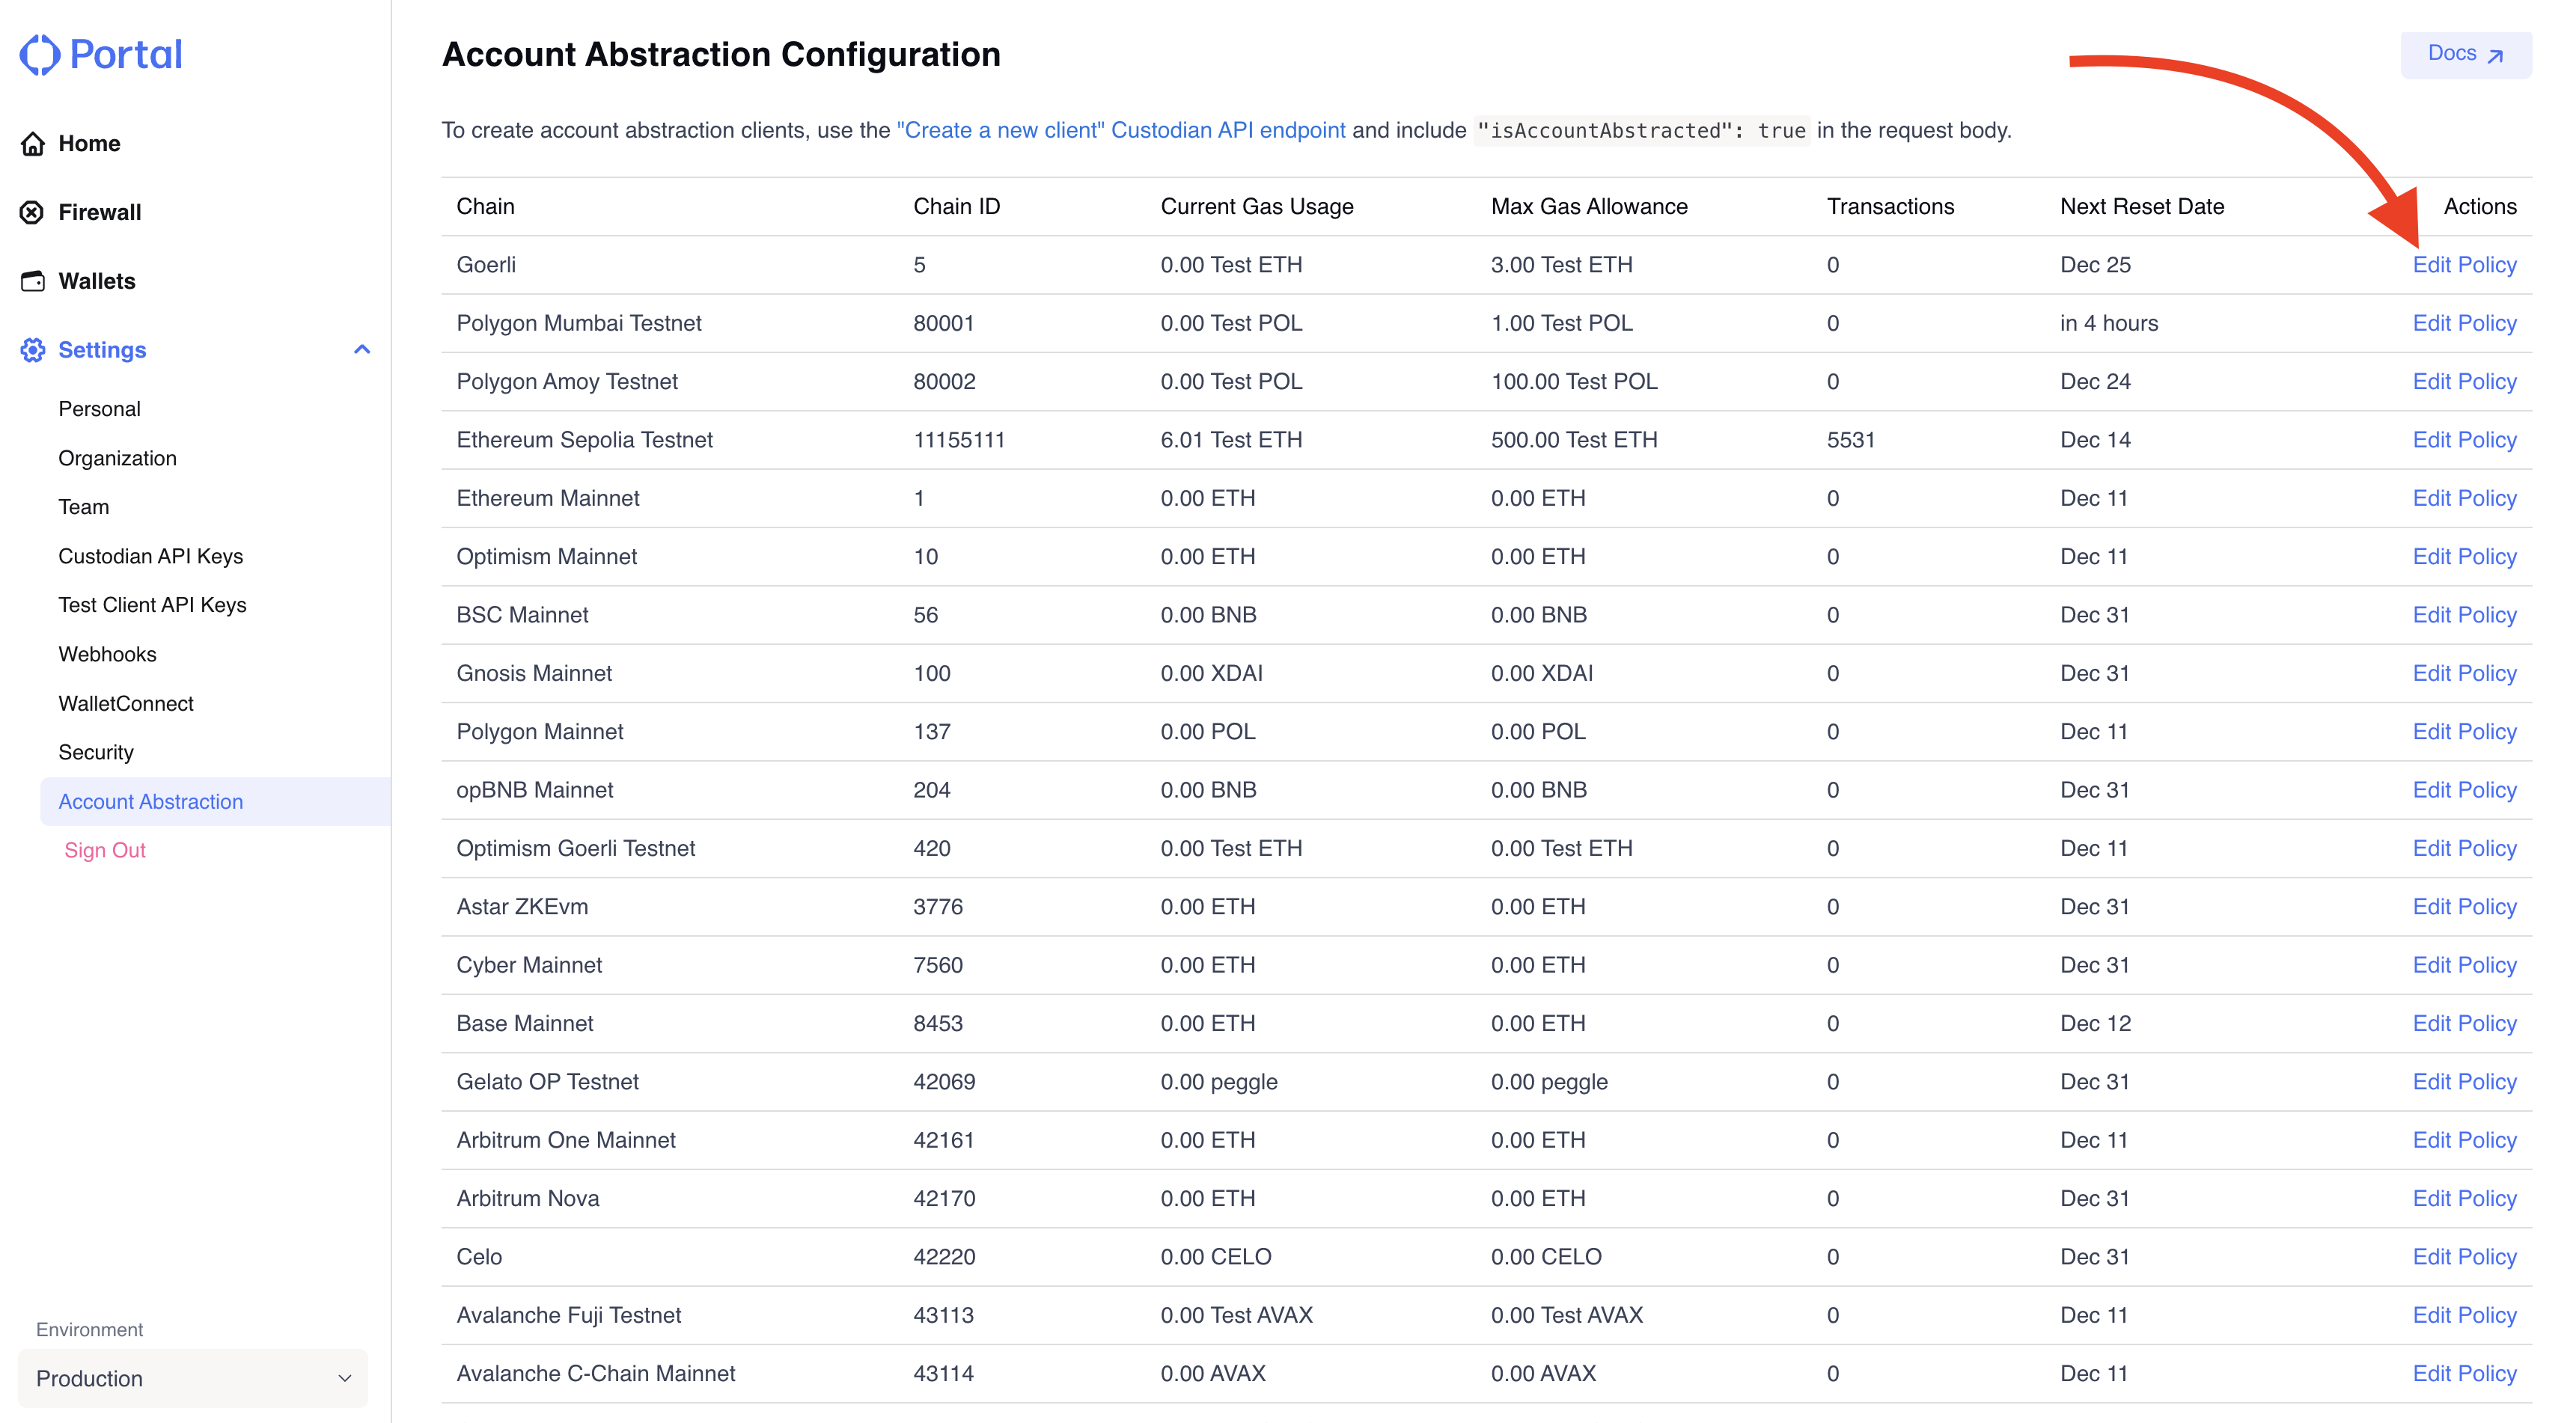 Portal
Home
Firewall
Wallets
Settings
Personal
Organization
Team
Custodian API Keys
Test Client API Keys
Webhooks
WalletConnect
Security
Account Abstraction
Sign Out
Environment
Production
Account Abstraction Configuration
Docs
To create account abstraction clients, use the "Create a new client" Custodian API endpoint and include "isAccountAbstracted": true in the request body.
Chain Chain ID Current Gas Usage Max Gas Allowance Transactions Next Reset Date Actions
Goerli 5 0.00 Test ETH 3.00 Test ETH 0 Dec 25 Edit Policy
Polygon Mumbai Testnet 80001 0.00 Test POL 1.00 Test POL 0 in 4 hours Edit Policy
Polygon Amoy Testnet 80002 0.00 Test POL 100.00 Test POL 0 Dec 24 Edit Policy
Ethereum Sepolia Testnet 11155111 6.01 Test ETH 500.00 Test ETH 5531 Dec 14 Edit Policy
Ethereum Mainnet 1 0.00 ETH 0.00 ETH 0 Dec 11 Edit Policy
Optimism Mainnet 10 0.00 ETH 0.00 ETH 0 Dec 11 Edit Policy
BSC Mainnet 56 0.00 BNB 0.00 BNB 0 Dec 31 Edit Policy
Gnosis Mainnet 100 0.00 XDAI 0.00 XDAI 0 Dec 31 Edit Policy
Polygon Mainnet 137 0.00 POL 0.00 POL 0 Dec 11 Edit Policy
opBNB Mainnet 204 0.00 BNB 0.00 BNB 0 Dec 31 Edit Policy
Optimism Goerli Testnet 420 0.00 Test ETH 0.00 Test ETH 0 Dec 11 Edit Policy
Astar ZKEvm 3776 0.00 ETH 0.00 ETH 0 Dec 31 Edit Policy
Cyber Mainnet 7560 0.00 ETH 0.00 ETH 0 Dec 31 Edit Policy
Base Mainnet 8453 0.00 ETH 0.00 ETH 0 Dec 12 Edit Policy
Gelato OP Testnet 42069 0.00 peggle 0.00 peggle 0 Dec 31 Edit Policy
Arbitrum One Mainnet 42161 0.00 ETH 0.00 ETH 0 Dec 11 Edit Policy
Arbitrum Nova 42170 0.00 ETH 0.00 ETH 0 Dec 31 Edit Policy
Celo 42220 0.00 CELO 0.00 CELO 0 Dec 31 Edit Policy
Avalanche Fuji Testnet 43113 0.00 Test AVAX 0.00 Test AVAX 0 Dec 11 Edit Policy
Avalanche C-Chain Mainnet 43114 0.00 AVAX 0.00 AVAX 0 Dec 11 Edit Policy